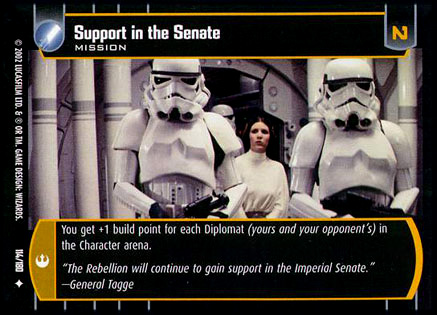 Support in the Senate
MISSION
N
You get +1 build point for each Diplomat (yours and your opponent's) in
the Character arena.
"The Rebellion will continue to gain support in the Imperial Senate."
—General Tagge
© 2002 LUCASFILM LTD. & ® OR TM. GAME DESIGN: WIZARDS.
114/180